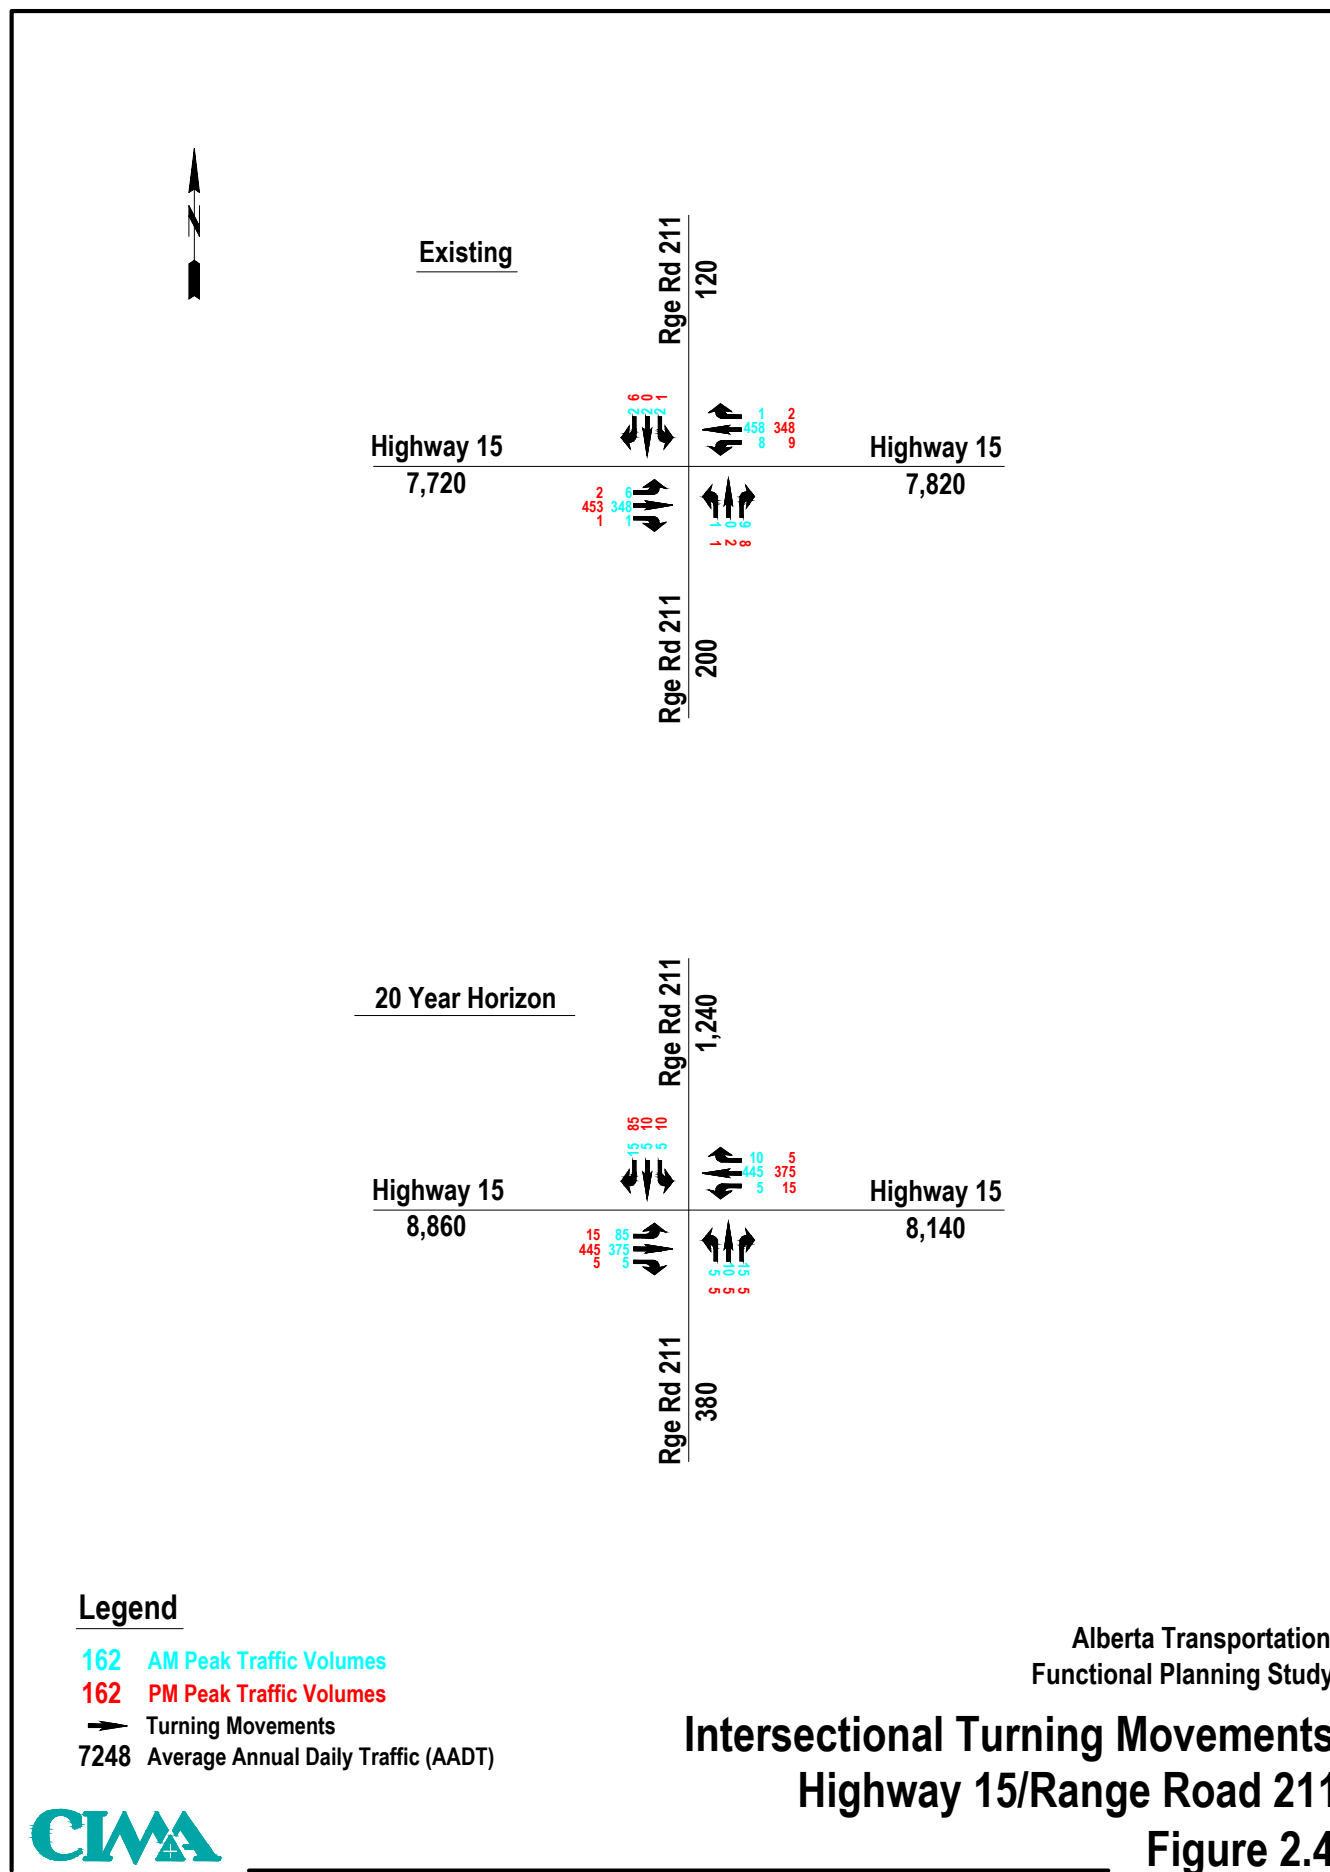 N
Existing
Rge Rd 211
120
6 0 1
2 2 2
1 2
458 348
8 9
Highway 15
7,720
Highway 15
7,820
2 6
453 348
1 1
1 0 9
1 2 8
Rge Rd 211
200
20 Year Horizon
Rge Rd 211
1,240
85 10 10
15 5 5
10 5
445 375
5 15
Highway 15
8,860
Highway 15
8,140
15 85
445 375
5 5
5 10 15
5 5 5
Rge Rd 211
380
Legend
162 AM Peak Traffic Volumes
162 PM Peak Traffic Volumes
Turning Movements
7248 Average Annual Daily Traffic (AADT)
CIMA
Alberta Transportation
Functional Planning Study
Intersectional Turning Movements
Highway 15/Range Road 211
Figure 2.4